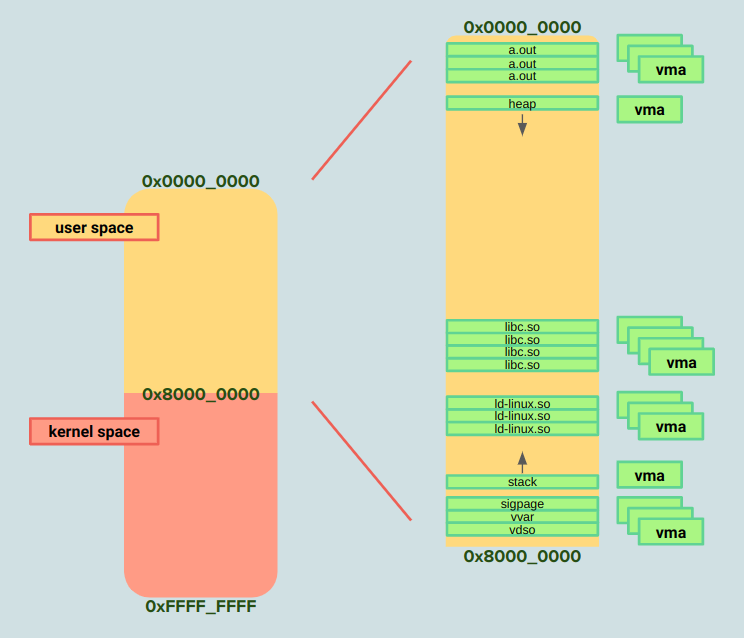 0x0000_0000
user space
0x8000_0000
kernel space
0xFFFF_FFFF
0x0000_0000
a.out
a.out
a.out
vma
heap
vma
libc.so
libc.so
libc.so
libc.so
vma
ld-linux.so
ld-linux.so
ld-linux.so
vma
stack
vma
sigpage
vvar
vdso
vma
0x8000_0000